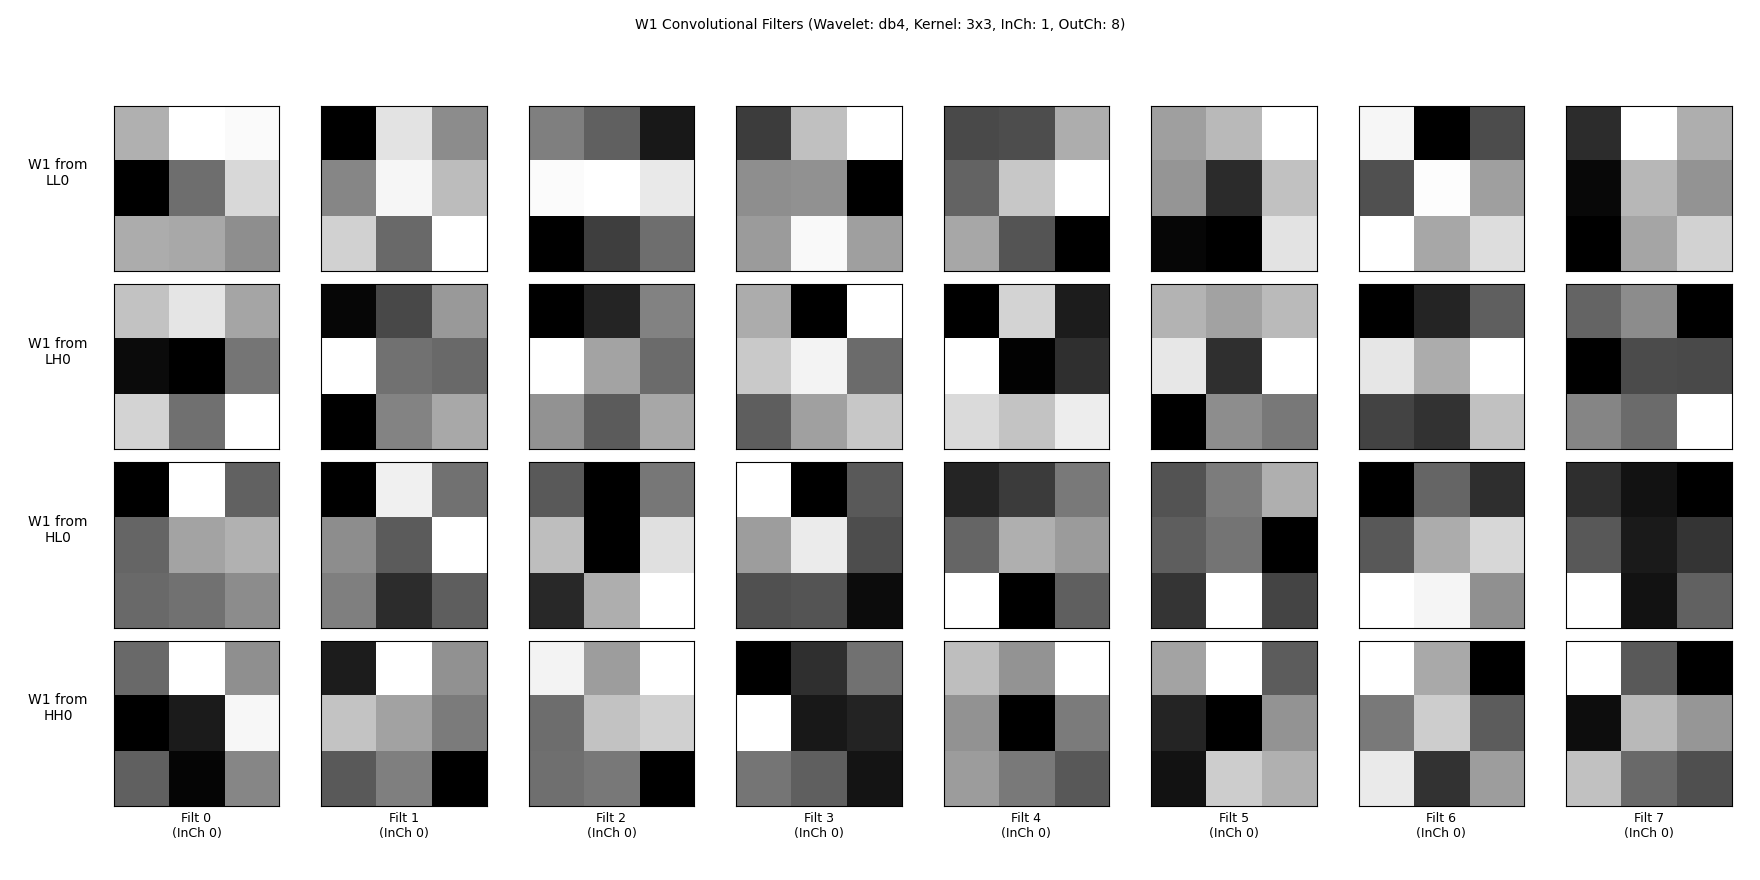 W1 Convolutional Filters (Wavelet: db4, Kernel: 3x3, InCh: 1, OutCh: 8)
W1 from
LL0
W1 from
LH0
W1 from
HL0
W1 from
HH0
Filt 0
(InCh 0)
Filt 1
(InCh 0)
Filt 2
(InCh 0)
Filt 3
(InCh 0)
Filt 4
(InCh 0)
Filt 5
(InCh 0)
Filt 6
(InCh 0)
Filt 7
(InCh 0)